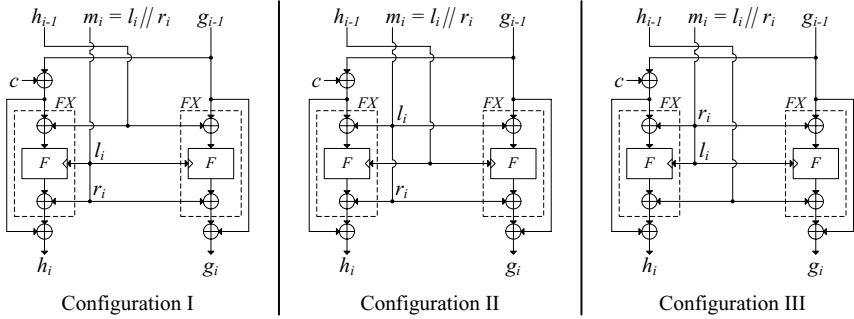 h_{i-1} m_i = l_i // r_i g_{i-1}
c
FX FX
F F
l_i
r_i
h_i g_i
Configuration I
h_{i-1} m_i = l_i // r_i g_{i-1}
c
FX FX
l_i
F F
r_i
h_i g_i
Configuration II
h_{i-1} m_i = l_i // r_i g_{i-1}
c
FX FX
r_i
F l_i F
h_i g_i
Configuration III